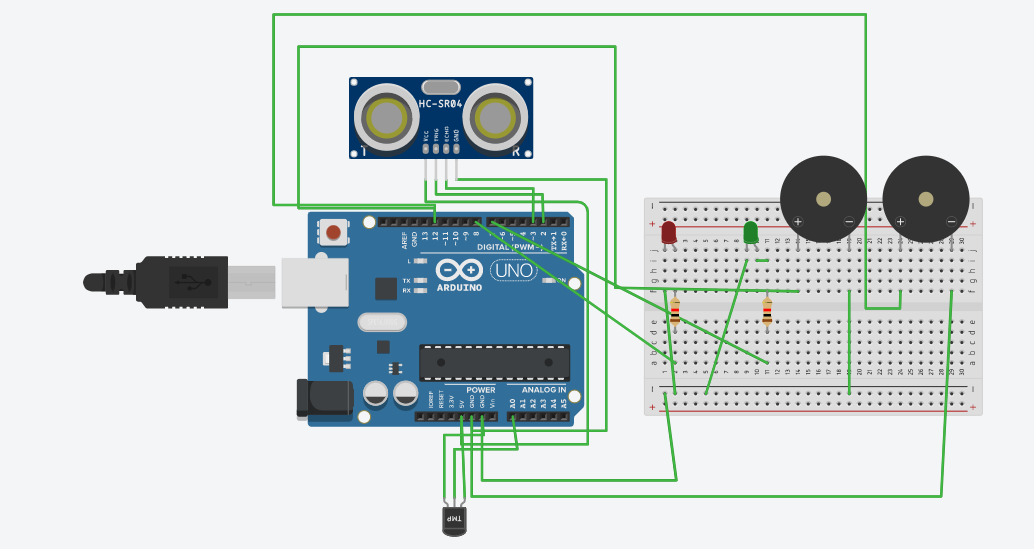 HC-SR04
VCC
TRIG
ECHO
GND
T
R
AREF
GND
13
12
~11
~10
~9
8
7
~6
~5
4
~3
2
TX→1
RX←0
DIGITAL (PWM~)
L
TX
RX
UNO
ON
ARDUINO
POWER
ANALOG IN
IOREF
RESET
3.3V
5V
GND
GND
Vin
A0
A1
A2
A3
A4
A5
TMP
j
i
h
g
f
e
d
c
b
a